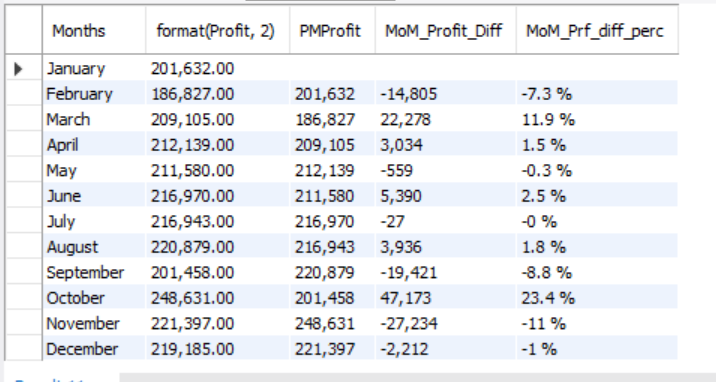 Months format(Profit, 2) PMProfit MoM_Profit_Diff MoM_Prf_diff_perc
January 201,632.00
February 186,827.00 201,632 -14,805 -7.3 %
March 209,105.00 186,827 22,278 11.9 %
April 212,139.00 209,105 3,034 1.5 %
May 211,580.00 212,139 -559 -0.3 %
June 216,970.00 211,580 5,390 2.5 %
July 216,943.00 216,970 -27 -0 %
August 220,879.00 216,943 3,936 1.8 %
September 201,458.00 220,879 -19,421 -8.8 %
October 248,631.00 201,458 47,173 23.4 %
November 221,397.00 248,631 -27,234 -11 %
December 219,185.00 221,397 -2,212 -1 %